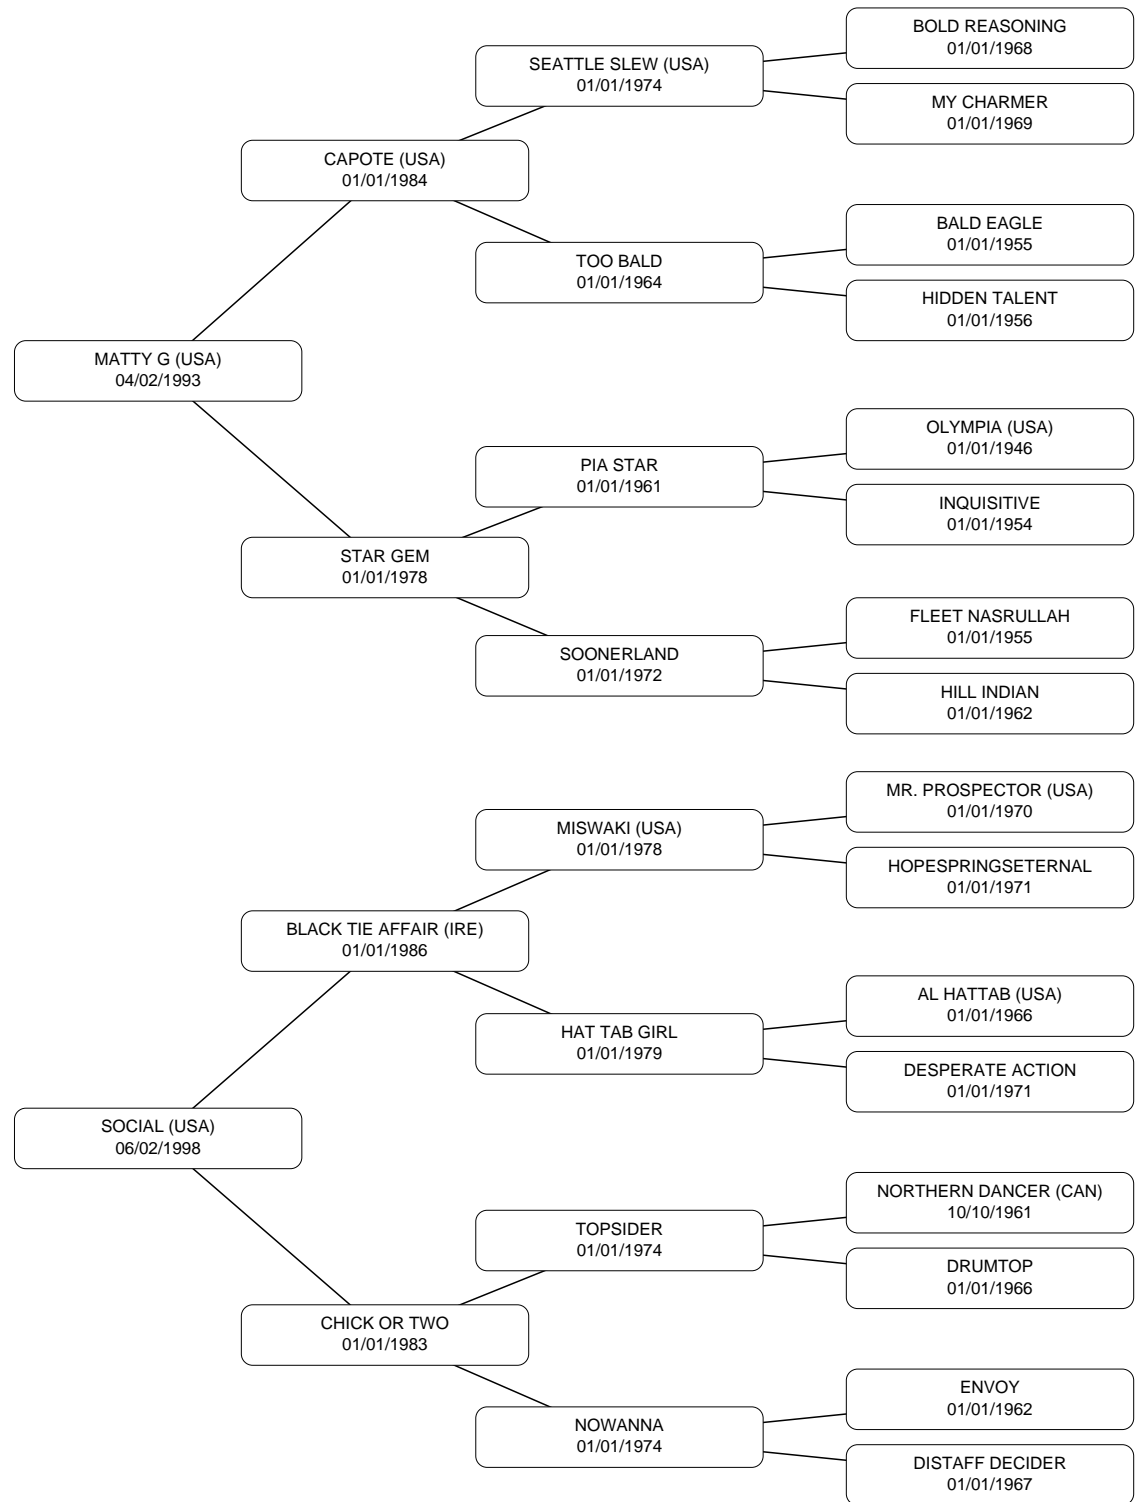 BOLD REASONING
01/01/1968
SEATTLE SLEW (USA)
01/01/1974
MY CHARMER
01/01/1969
CAPOTE (USA)
01/01/1984
BALD EAGLE
01/01/1955
TOO BALD
01/01/1964
HIDDEN TALENT
01/01/1956
MATTY G (USA)
04/02/1993
OLYMPIA (USA)
01/01/1946
PIA STAR
01/01/1961
INQUISITIVE
01/01/1954
STAR GEM
01/01/1978
FLEET NASRULLAH
01/01/1955
SOONERLAND
01/01/1972
HILL INDIAN
01/01/1962
MR. PROSPECTOR (USA)
01/01/1970
MISWAKI (USA)
01/01/1978
HOPESPRINGSETERNAL
01/01/1971
BLACK TIE AFFAIR (IRE)
01/01/1986
AL HATTAB (USA)
01/01/1966
HAT TAB GIRL
01/01/1979
DESPERATE ACTION
01/01/1971
SOCIAL (USA)
06/02/1998
NORTHERN DANCER (CAN)
10/10/1961
TOPSIDER
01/01/1974
DRUMTOP
01/01/1966
CHICK OR TWO
01/01/1983
ENVOY
01/01/1962
NOWANNA
01/01/1974
DISTAFF DECIDER
01/01/1967